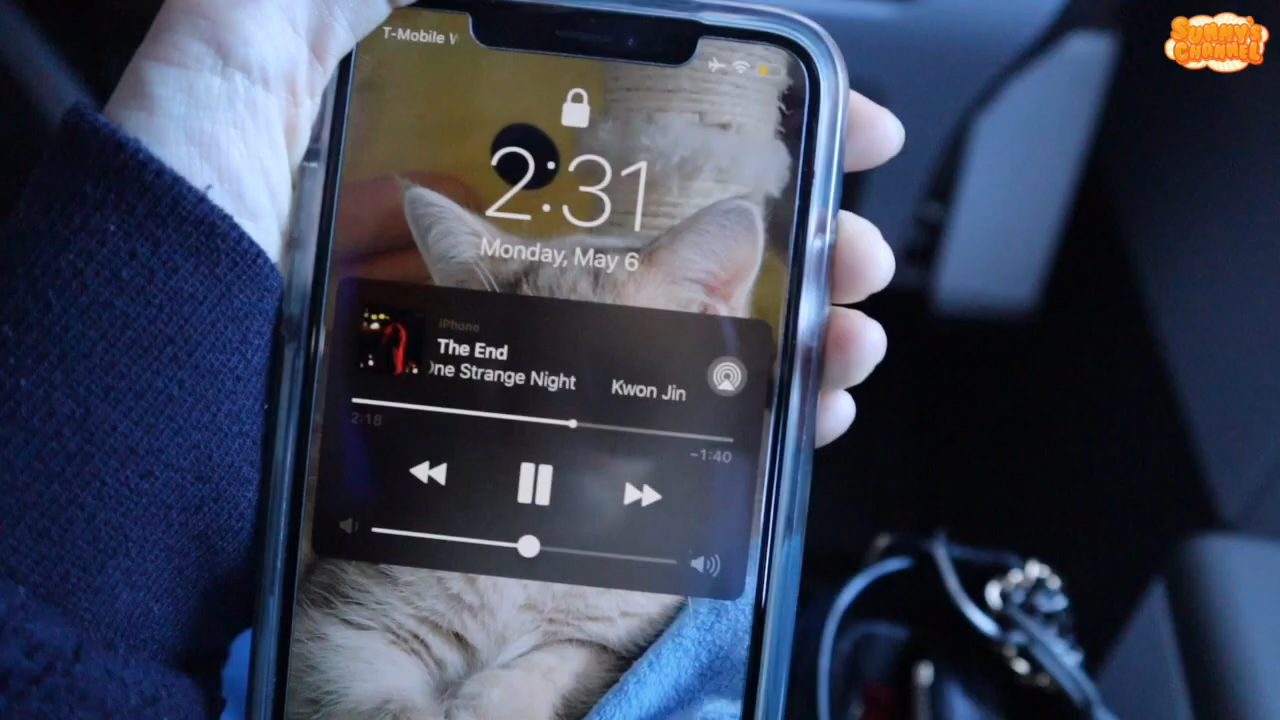 T-Mobile
SUNNY'S
CHANNEL
2:31
Monday, May 6
iPhone
The End
One Strange Night Kwon Jin
2:18
-1:40